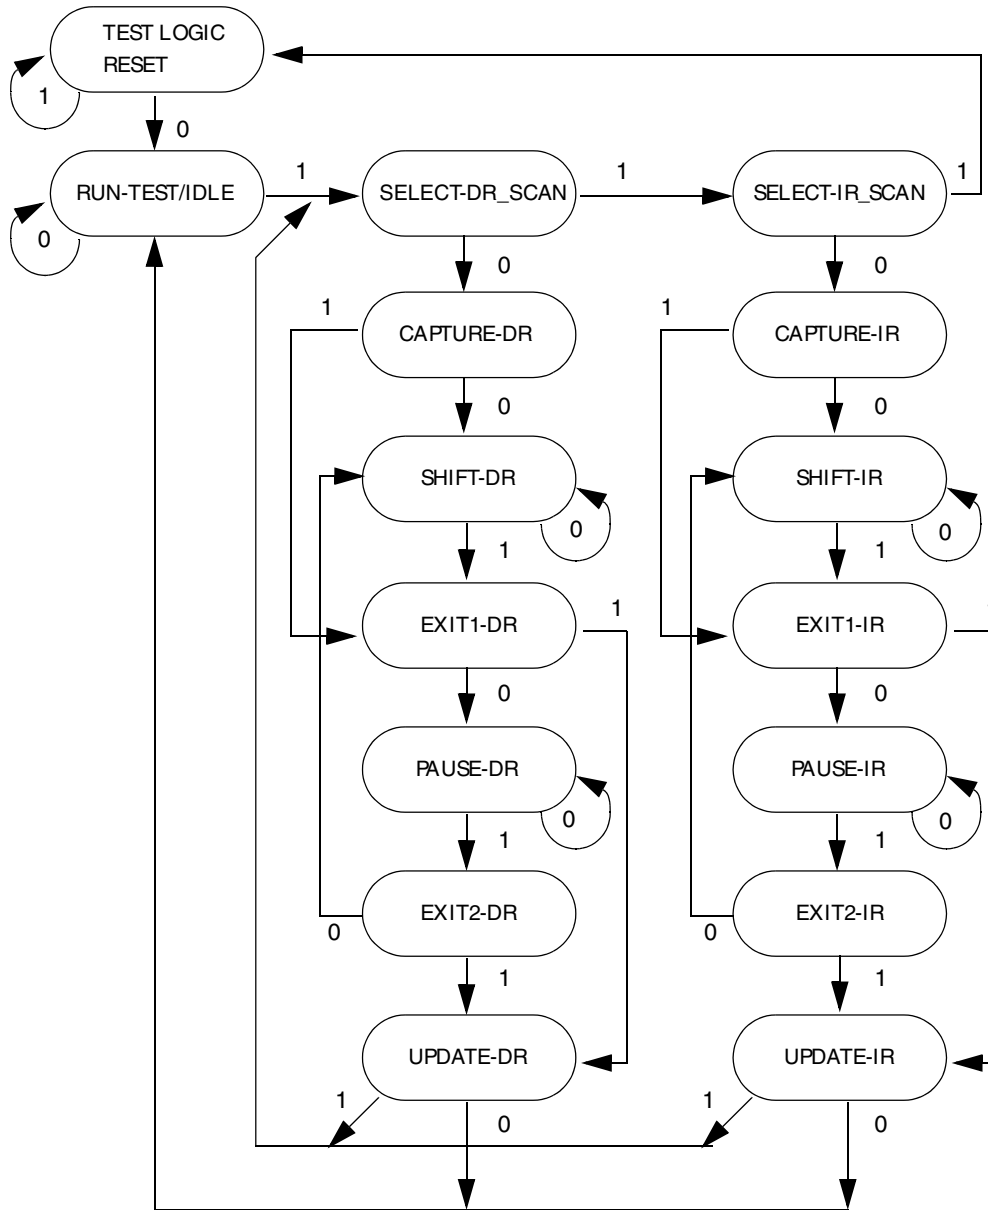 TEST LOGIC
RESET
1
0
RUN-TEST/IDLE
1
SELECT-DR_SCAN
1
SELECT-IR_SCAN
1
0
0
0
1
CAPTURE-DR
1
CAPTURE-IR
0
0
SHIFT-DR
0
SHIFT-IR
0
1
1
EXIT1-DR
1
EXIT1-IR
0
0
PAUSE-DR
0
PAUSE-IR
0
1
1
EXIT2-DR
0
EXIT2-IR
0
1
1
UPDATE-DR
UPDATE-IR
1
0
1
0